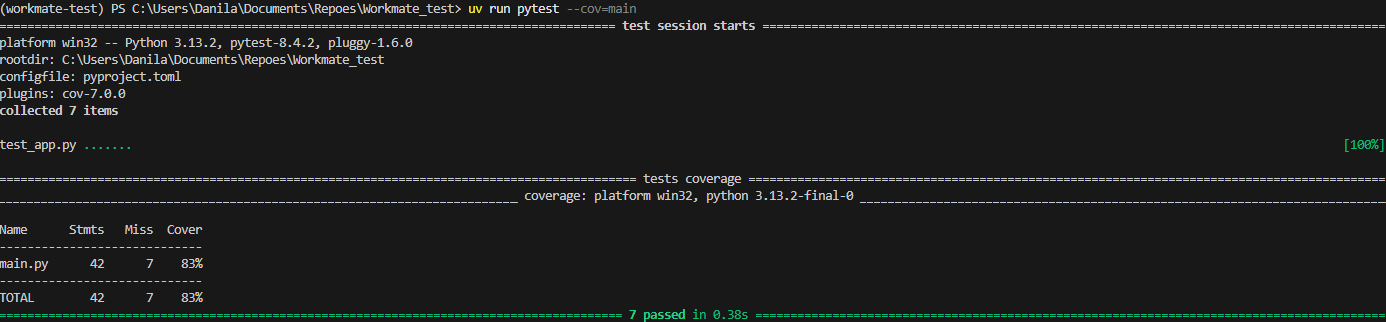 (workmate-test) PS C:\Users\Danila\Documents\Repoes\Workmate_test> uv run pytest --cov=main
============================== test session starts ==============================
platform win32 -- Python 3.13.2, pytest-8.4.2, pluggy-1.6.0
rootdir: C:\Users\Danila\Documents\Repoes\Workmate_test
configfile: pyproject.toml
plugins: cov-7.0.0
collected 7 items
test_app.py ....... [100%]
============================== tests coverage ==============================
______________________________ coverage: platform win32, python 3.13.2-final-0 ______________________________
Name      Stmts   Miss  Cover
-----------------------------
main.py      42      7    83%
-----------------------------
TOTAL        42      7    83%
============================== 7 passed in 0.38s ==============================